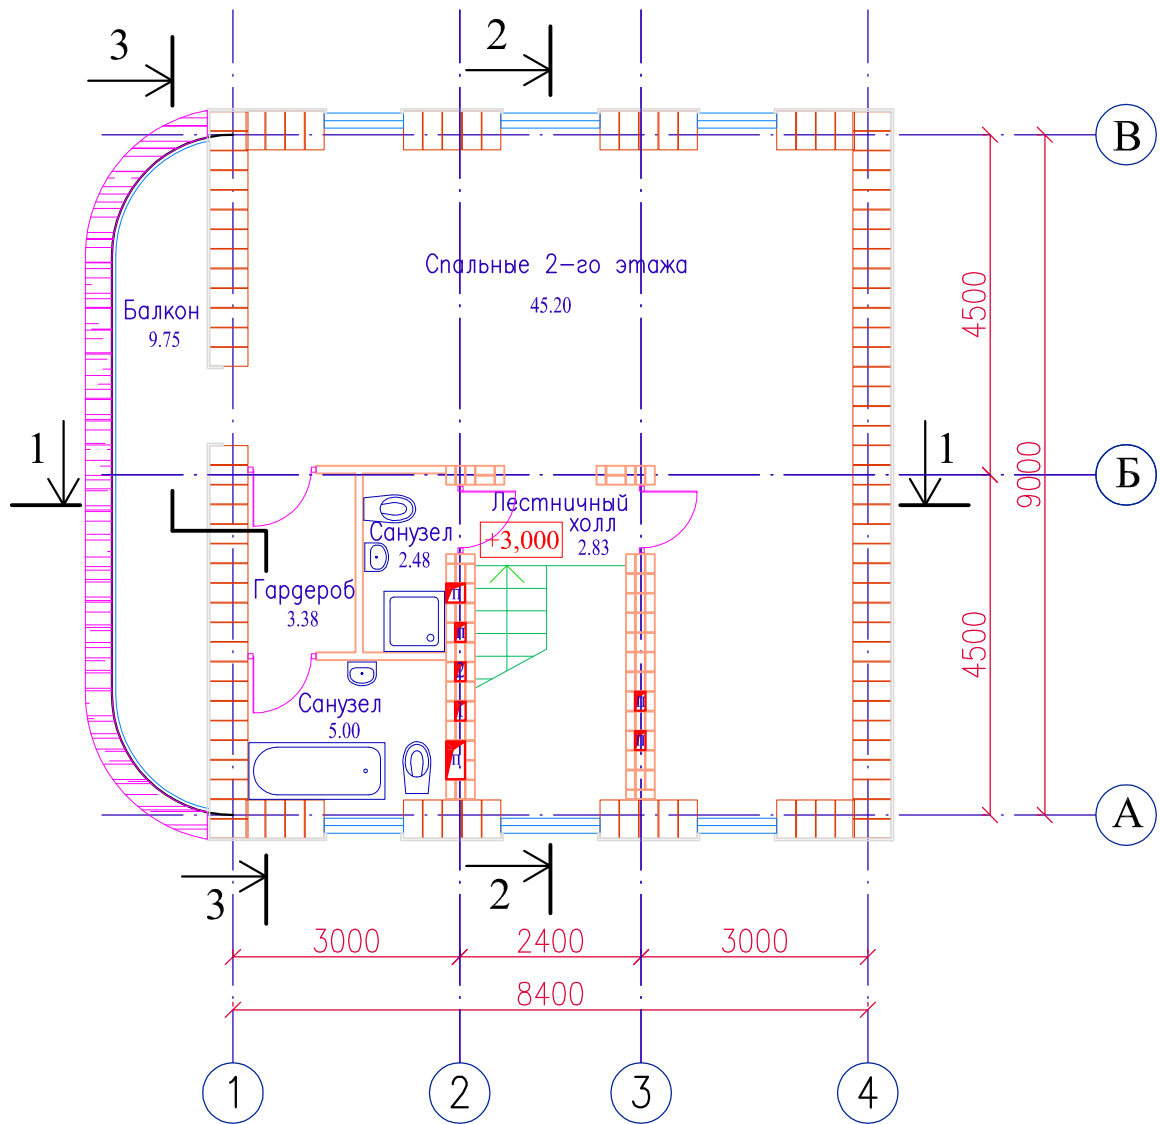 3
2
В
Спальные 2-го этажа
45.20
Балкон
9.75
4500
1
1
Б
9000
Лестничный
холл
2.83
+3,000
Санузел
2.48
Гардероб
3.38
4500
Санузел
5.00
П
П
П
П
А
3
2
3000
2400
3000
8400
1
2
3
4